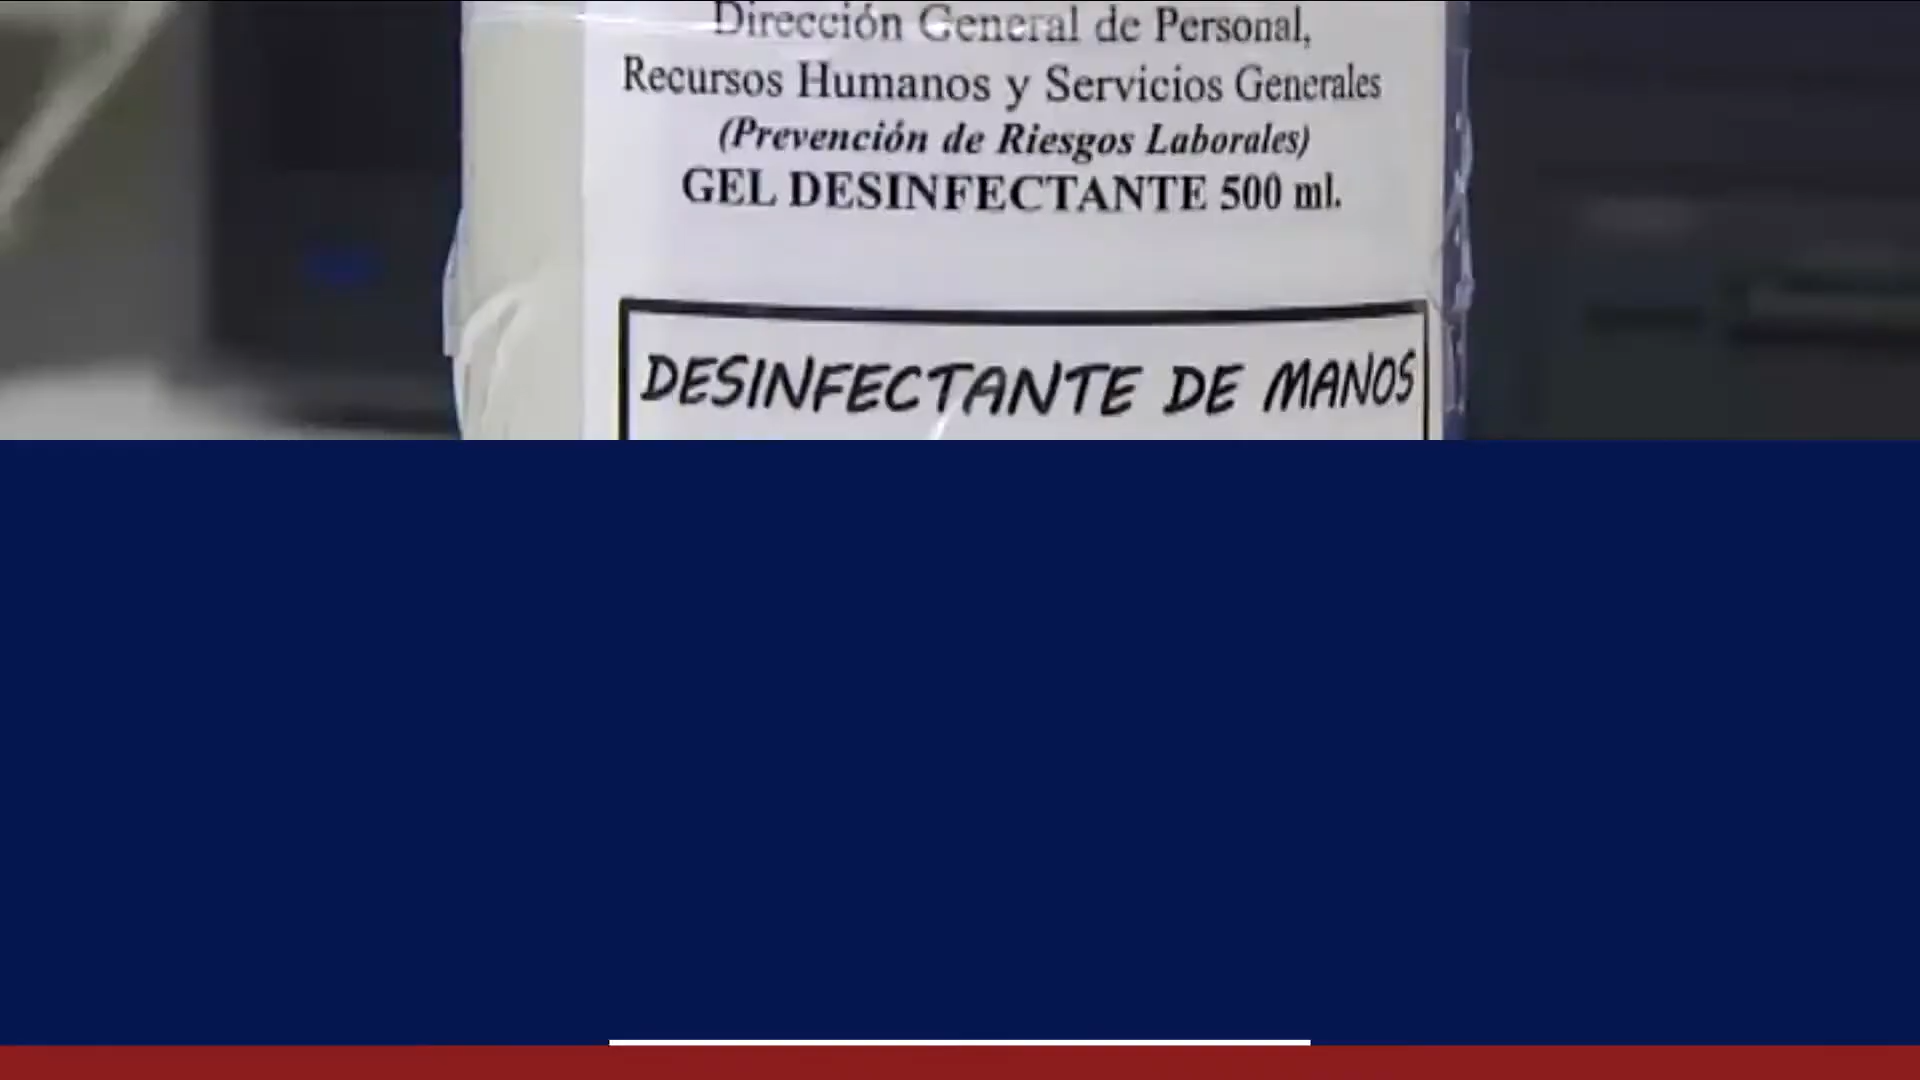 Dirección General de Personal,
Recursos Humanos y Servicios Generales
(Prevención de Riesgos Laborales)
GEL DESINFECTANTE 500 ml.
DESINFECTANTE DE MANOS